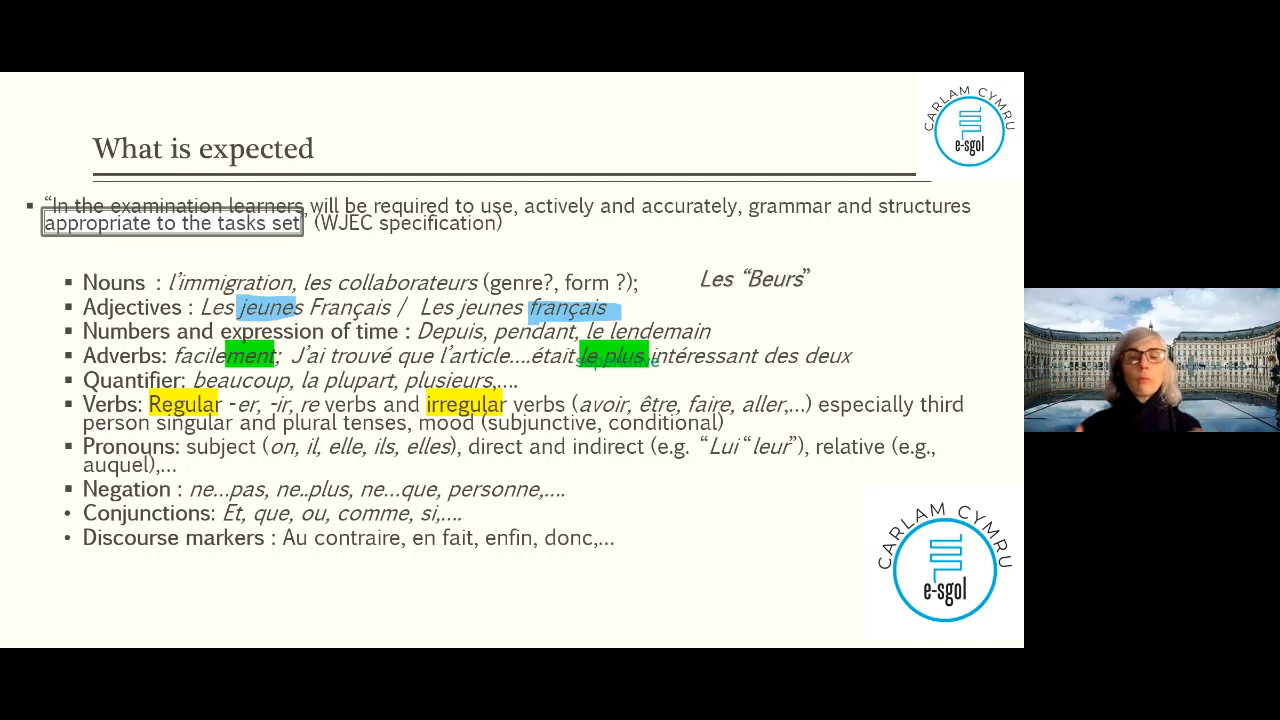 CARLAM CYMRU
e-sgol
What is expected
▪ “In the examination learners, will be required to use, actively and accurately, grammar and structures
appropriate to the tasks set (WJEC specification)
▪ Nouns : l’immigration, les collaborateurs (genre?, form ?); Les “Beurs”
▪ Adjectives : Les jeunes Français / Les jeunes français
▪ Numbers and expression of time : Depuis, pendant, le lendemain
▪ Adverbs: facilement; J’ai trouvé que l’article....était le plus intéressant des deux
superlative
▪ Quantifier: beaucoup, la plupart, plusieurs,….
▪ Verbs: Regular -er, -ir, re verbs and irregular verbs (avoir, être, faire, aller,…) especially third
person singular and plural tenses, mood (subjunctive, conditional)
▪ Pronouns: subject (on, il, elle, ils, elles), direct and indirect (e.g. “Lui “leur”), relative (e.g.,
auquel),…
▪ Negation : ne…pas, ne..plus, ne…que, personne,….
• Conjunctions: Et, que, ou, comme, si,….
• Discourse markers : Au contraire, en fait, enfin, donc,…
CARLAM CYMRU
e-sgol